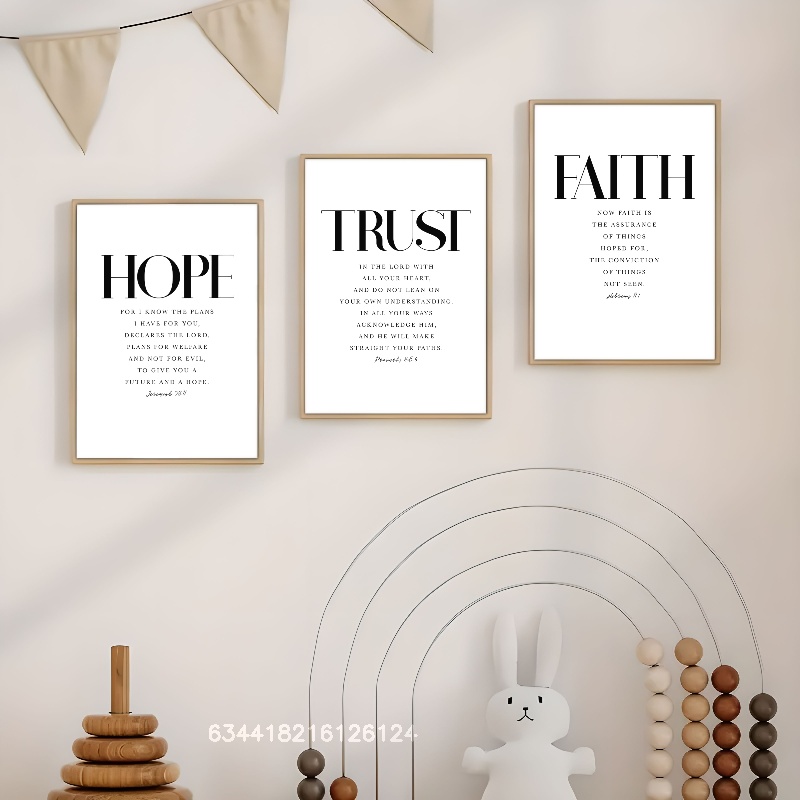 HOPE
FOR I KNOW THE PLANS
I HAVE FOR YOU,
DECLARES THE LORD,
PLANS FOR WELFARE
AND NOT FOR EVIL,
TO GIVE YOU A
FUTURE AND A HOPE.
TRUST
IN THE LORD WITH
ALL YOUR HEART,
AND DO NOT LEAN ON
YOUR OWN UNDERSTANDING.
IN ALL YOUR WAYS
ACKNOWLEDGE HIM,
AND HE WILL MAKE
STRAIGHT YOUR PATHS.
FAITH
NOW FAITH IS
THE ASSURANCE
OF THINGS
HOPED FOR,
THE CONVICTION
OF THINGS
NOT SEEN.
Hebrews 11:1
634418216126124